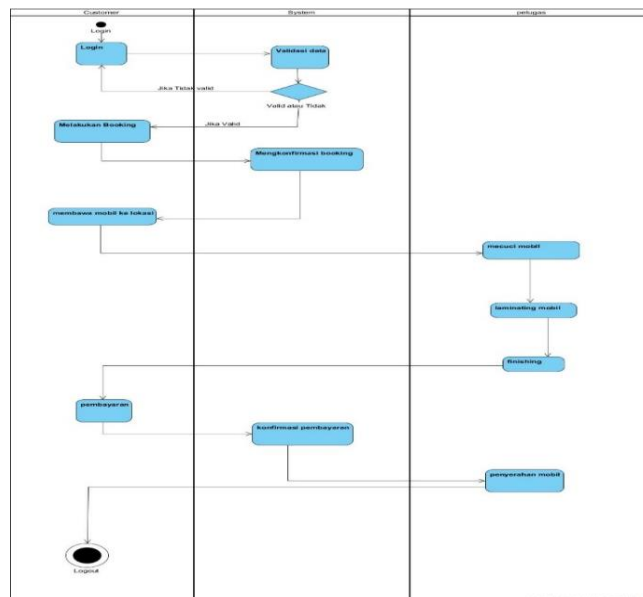 Customer
System
petugas
Login
Login
Validasi data
Jika Tidak valid
Valid atau Tidak
Jika Valid
Melakukan Booking
Mengkonfirmasi booking
membawa mobil ke lokasi
mecuci mobil
laminating mobil
finishing
pembayaran
konfirmasi pembayaran
penyerahan mobil
Logout